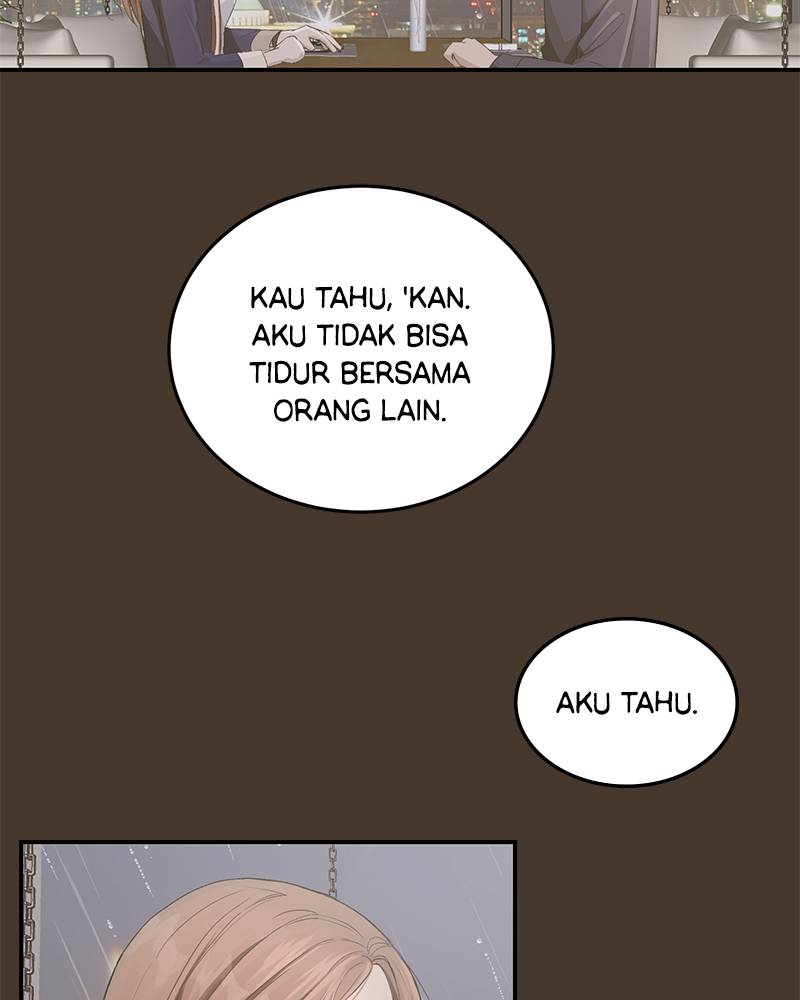 KAU TAHU, 'KAN.
AKU TIDAK BISA
TIDUR BERSAMA
ORANG LAIN.
AKU TAHU.